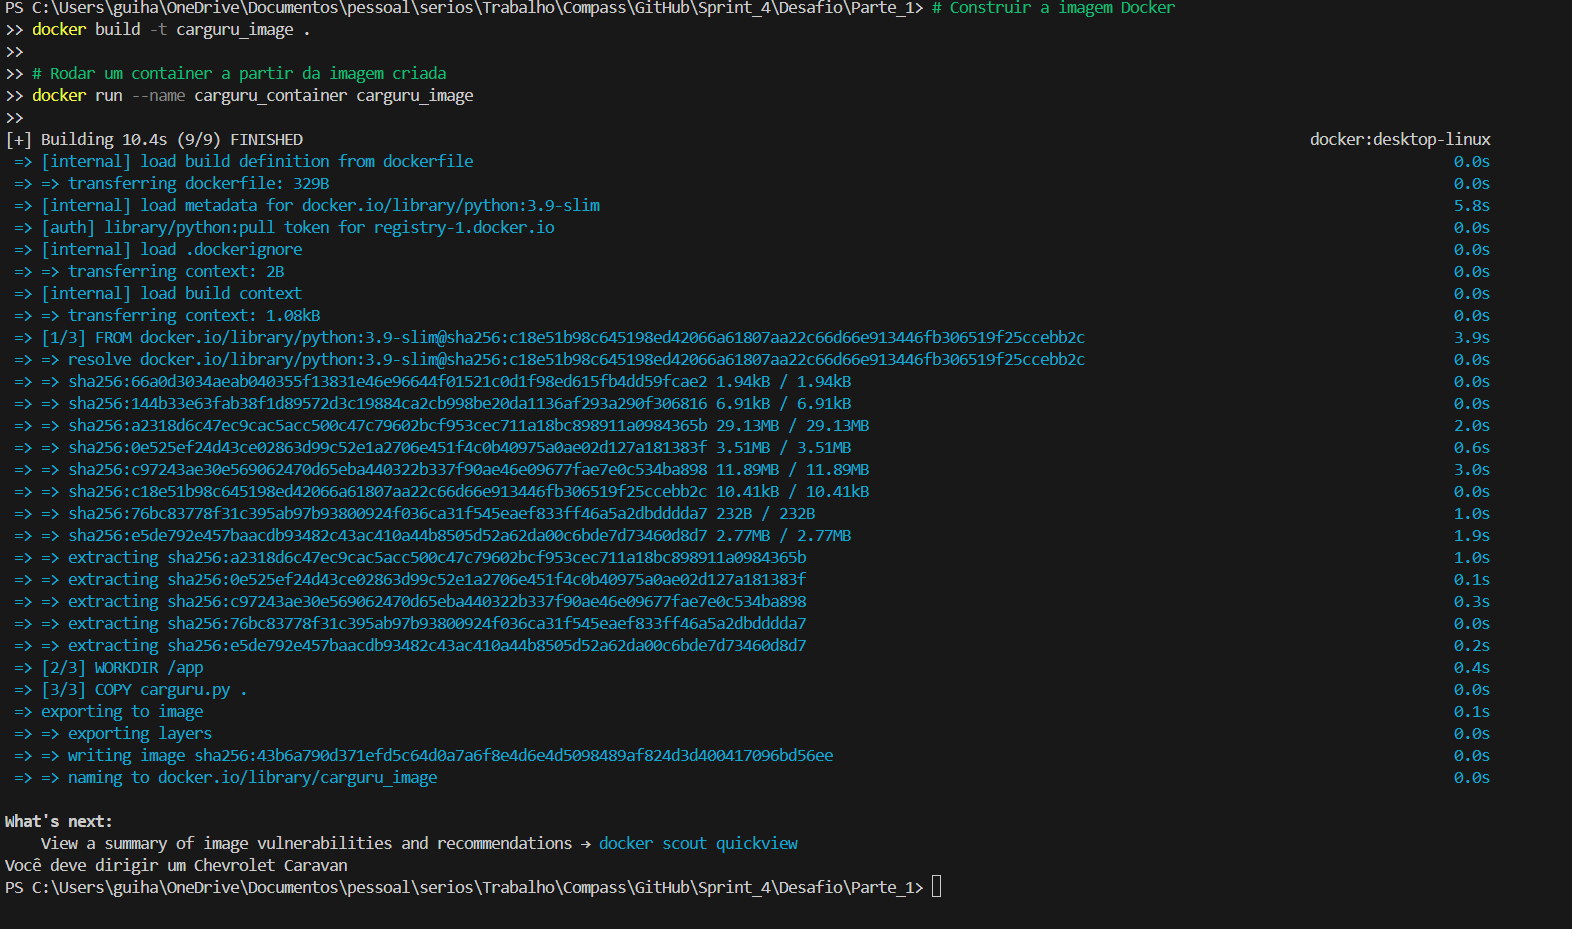 PS C:\Users\guiha\OneDrive\Documentos\pessoal\serios\Trabalho\Compass\GitHub\Sprint_4\Desafio\Parte_1> # Construir a imagem Docker
>> docker build -t carguru_image .
>>
>> # Rodar um container a partir da imagem criada
>> docker run --name carguru_container carguru_image
>>
[+] Building 10.4s (9/9) FINISHED docker:desktop-linux
=> [internal] load build definition from dockerfile 0.0s
=> => transferring dockerfile: 329B 0.0s
=> [internal] load metadata for docker.io/library/python:3.9-slim 5.8s
=> [auth] library/python:pull token for registry-1.docker.io 0.0s
=> [internal] load .dockerignore 0.0s
=> => transferring context: 2B 0.0s
=> [internal] load build context 0.0s
=> => transferring context: 1.08kB 0.0s
=> [1/3] FROM docker.io/library/python:3.9-slim@sha256:c18e51b98c645198ed42066a61807aa22c66d66e913446fb306519f25ccebb2c 3.9s
=> => resolve docker.io/library/python:3.9-slim@sha256:c18e51b98c645198ed42066a61807aa22c66d66e913446fb306519f25ccebb2c 0.0s
=> => sha256:66a0d3034aeab040355f13831e46e96644f01521c0d1f98ed615fb4dd59fcae2 1.94kB / 1.94kB 0.0s
=> => sha256:144b33e63fab38f1d89572d3c19884ca2cb998be20da1136af293a290f306816 6.91kB / 6.91kB 0.0s
=> => sha256:a2318d6c47ec9cac5acc500c47c79602bcf953cec711a18bc898911a0984365b 29.13MB / 29.13MB 2.0s
=> => sha256:0e525ef24d43ce02863d99c52e1a2706e451f4c0b40975a0ae02d127a181383f 3.51MB / 3.51MB 0.6s
=> => sha256:c97243ae30e569062470d65eba440322b337f90ae46e09677fae7e0c534ba898 11.89MB / 11.89MB 3.0s
=> => sha256:c18e51b98c645198ed42066a61807aa22c66d66e913446fb306519f25ccebb2c 10.41kB / 10.41kB 0.0s
=> => sha256:76bc83778f31c395ab97b93800924f036ca31f545eaef833ff46a5a2dbdddda7 232B / 232B 1.0s
=> => sha256:e5de792e457baacdb93482c43ac410a44b8505d52a62da00c6bde7d73460d8d7 2.77MB / 2.77MB 1.9s
=> => extracting sha256:a2318d6c47ec9cac5acc500c47c79602bcf953cec711a18bc898911a0984365b 1.0s
=> => extracting sha256:0e525ef24d43ce02863d99c52e1a2706e451f4c0b40975a0ae02d127a181383f 0.1s
=> => extracting sha256:c97243ae30e569062470d65eba440322b337f90ae46e09677fae7e0c534ba898 0.3s
=> => extracting sha256:76bc83778f31c395ab97b93800924f036ca31f545eaef833ff46a5a2dbdddda7 0.0s
=> => extracting sha256:e5de792e457baacdb93482c43ac410a44b8505d52a62da00c6bde7d73460d8d7 0.2s
=> [2/3] WORKDIR /app 0.4s
=> [3/3] COPY carguru.py . 0.0s
=> exporting to image 0.1s
=> => exporting layers 0.0s
=> => writing image sha256:43b6a790d371efd5c64d0a7a6f8e4d6e4d5098489af824d3d400417096bd56ee 0.0s
=> => naming to docker.io/library/carguru_image 0.0s
What's next:
View a summary of image vulnerabilities and recommendations → docker scout quickview
Você deve dirigir um Chevrolet Caravan
PS C:\Users\guiha\OneDrive\Documentos\pessoal\serios\Trabalho\Compass\GitHub\Sprint_4\Desafio\Parte_1>